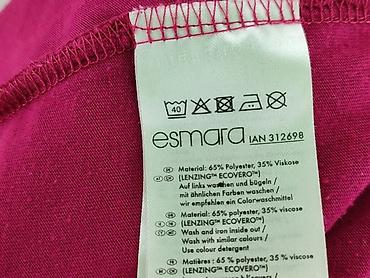 40
esmara IAN 312698
DE Material: 65% Polyester, 35% Viskose
(LENZING™ ECOVERO™)
Auf links waschen und bügeln /
mit ähnlichen Farben waschen /
wir empfehlen ein Colorwaschmittel
Material: 65% polyester, 35% viscose
(LENZING™ ECOVERO™)
Wash and iron inside out /
Wash with similar colours /
Use colour detergent
Matières : 65 % polyester, 35 % viscose
(LENZING™ ECOVERO™)